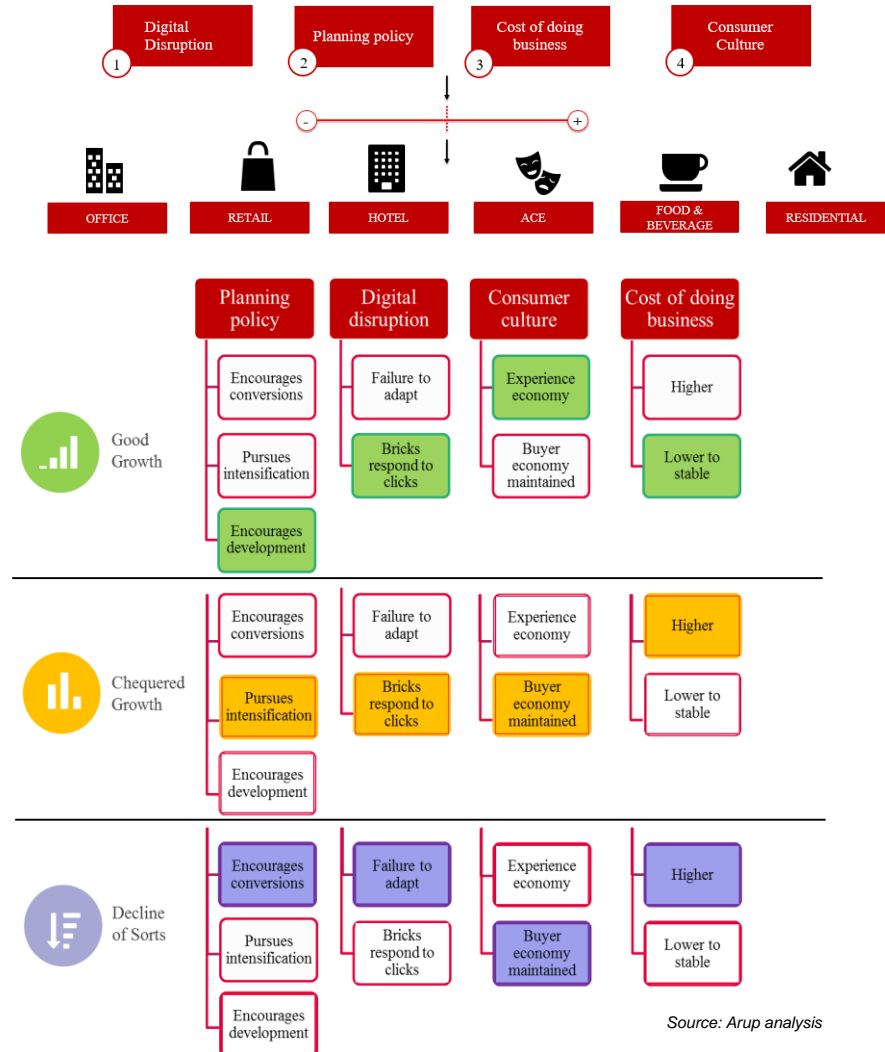 Digital
Disruption
1
Planning policy
2
Cost of doing
business
3
Consumer
Culture
4
-
+
OFFICE
RETAIL
HOTEL
ACE
FOOD &
BEVERAGE
RESIDENTIAL
Planning
policy
Digital
disruption
Consumer
culture
Cost of doing
business
Good
Growth
Encourages
conversions
Pursues
intensification
Encourages
development
Failure to
adapt
Bricks
respond to
clicks
Experience
economy
Buyer
economy
maintained
Higher
Lower to
stable
Chequered
Growth
Encourages
conversions
Pursues
intensification
Encourages
development
Failure to
adapt
Bricks
respond to
clicks
Experience
economy
Buyer
economy
maintained
Higher
Lower to
stable
Decline
of Sorts
Encourages
conversions
Pursues
intensification
Encourages
development
Failure to
adapt
Bricks
respond to
clicks
Experience
economy
Buyer
economy
maintained
Higher
Lower to
stable
Source: Arup analysis